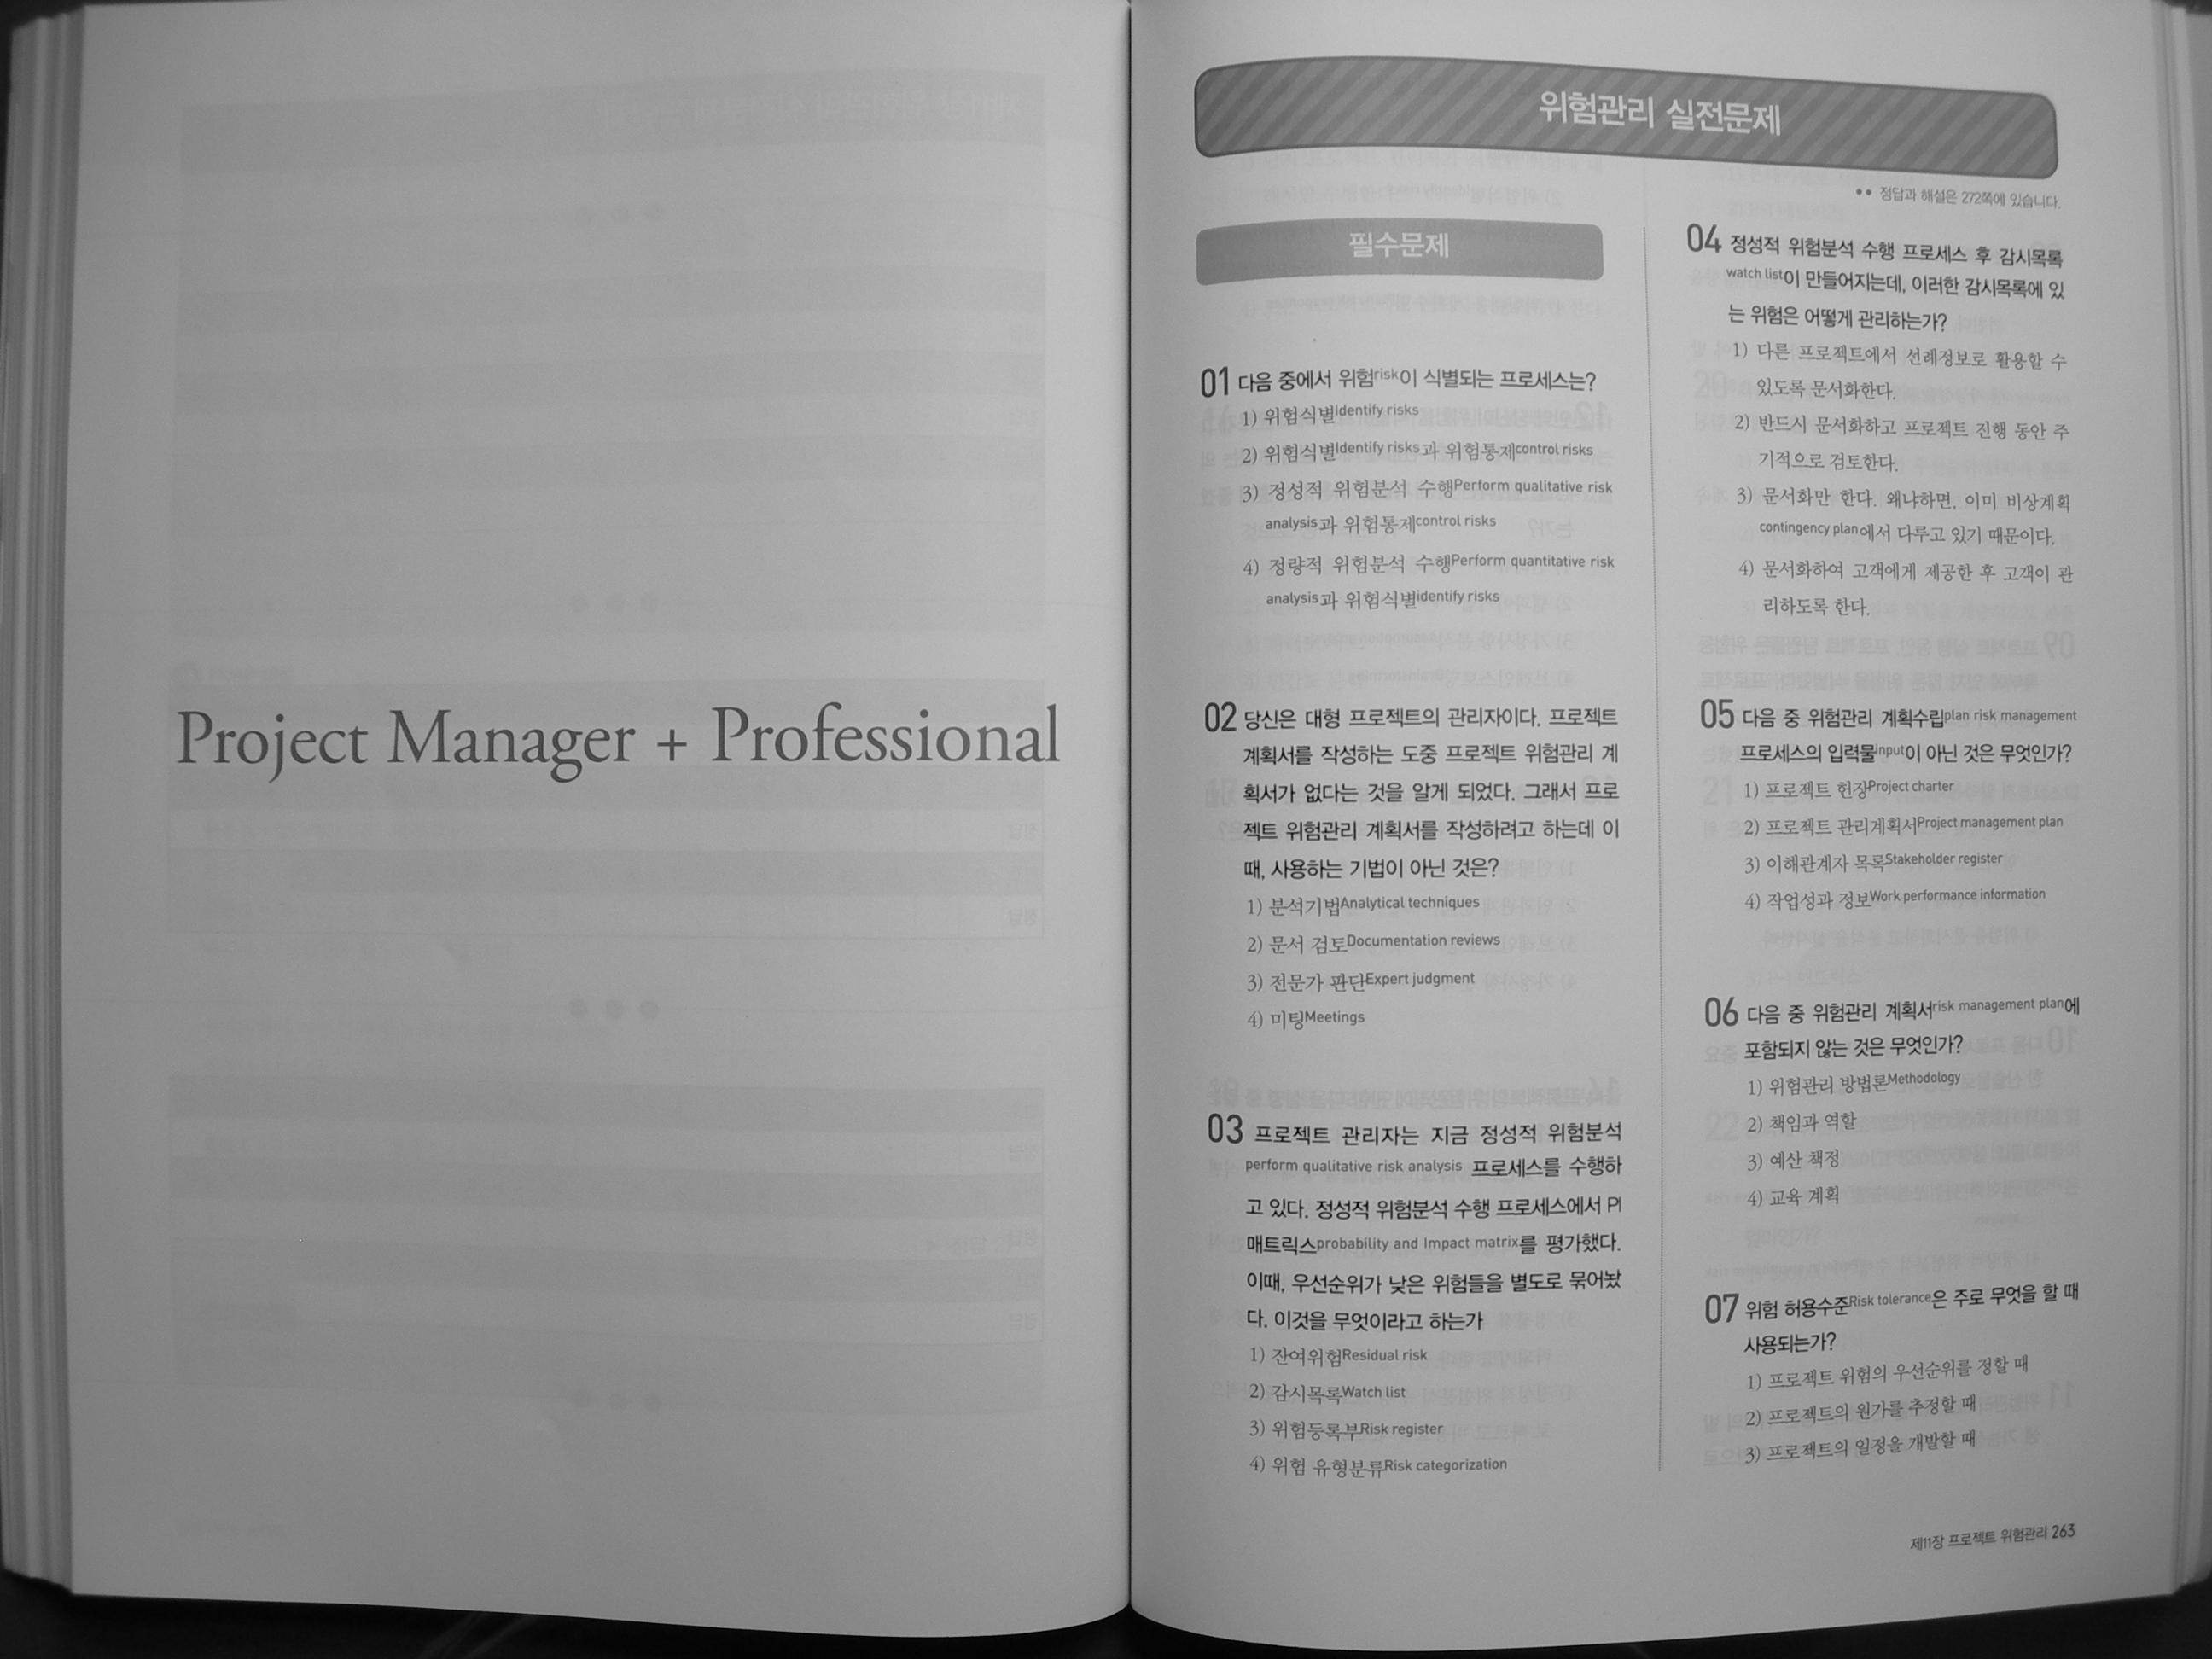 Project Manager + Professional
위험관리 실전문제
●● 정답과 해설은 272쪽에 있습니다.
필수문제
01 다음 중에서 위험risk이 식별되는 프로세스는?
1) 위험식별Identify risks
2) 위험식별Identify risks과 위험통제control risks
3) 정성적 위험분석 수행Perform qualitative risk
analysis과 위험통제control risks
4) 정량적 위험분석 수행Perform quantitative risk
analysis과 위험식별identify risks
02 당신은 대형 프로젝트의 관리자이다. 프로젝트
계획서를 작성하는 도중 프로젝트 위험관리 계
획서가 없다는 것을 알게 되었다. 그래서 프로
젝트 위험관리 계획서를 작성하려고 하는데 이
때, 사용하는 기법이 아닌 것은?
1) 분석기법Analytical techniques
2) 문서 검토Documentation reviews
3) 전문가 판단Expert judgment
4) 미팅Meetings
03 프로젝트 관리자는 지금 정성적 위험분석
perform qualitative risk analysis 프로세스를 수행하
고 있다. 정성적 위험분석 수행 프로세스에서 PI
매트릭스probability and Impact matrix를 평가했다.
이때, 우선순위가 낮은 위험들을 별도로 묶어놨
다. 이것을 무엇이라고 하는가
1) 잔여위험Residual risk
2) 감시목록Watch list
3) 위험등록부Risk register
4) 위험 유형분류Risk categorization
04 정성적 위험분석 수행 프로세스 후 감시목록
watch list이 만들어지는데, 이러한 감시목록에 있
는 위험은 어떻게 관리하는가?
1) 다른 프로젝트에서 선례정보로 활용할 수
있도록 문서화한다.
2) 반드시 문서화하고 프로젝트 진행 동안 주
기적으로 검토한다.
3) 문서화만 한다. 왜냐하면, 이미 비상계획
contingency plan에서 다루고 있기 때문이다.
4) 문서화하여 고객에게 제공한 후 고객이 관
리하도록 한다.
05 다음 중 위험관리 계획수립plan risk management
프로세스의 입력물input이 아닌 것은 무엇인가?
1) 프로젝트 헌장Project charter
2) 프로젝트 관리계획서Project management plan
3) 이해관계자 목록Stakeholder register
4) 작업성과 정보Work performance information
06 다음 중 위험관리 계획서risk management plan에
포함되지 않는 것은 무엇인가?
1) 위험관리 방법론Methodology
2) 책임과 역할
3) 예산 책정
4) 교육 계획
07 위험 허용수준Risk tolerance은 주로 무엇을 할 때
사용되는가?
1) 프로젝트 위험의 우선순위를 정할 때
2) 프로젝트의 원가를 추정할 때
3) 프로젝트의 일정을 개발할 때
제11장 프로젝트 위험관리 263